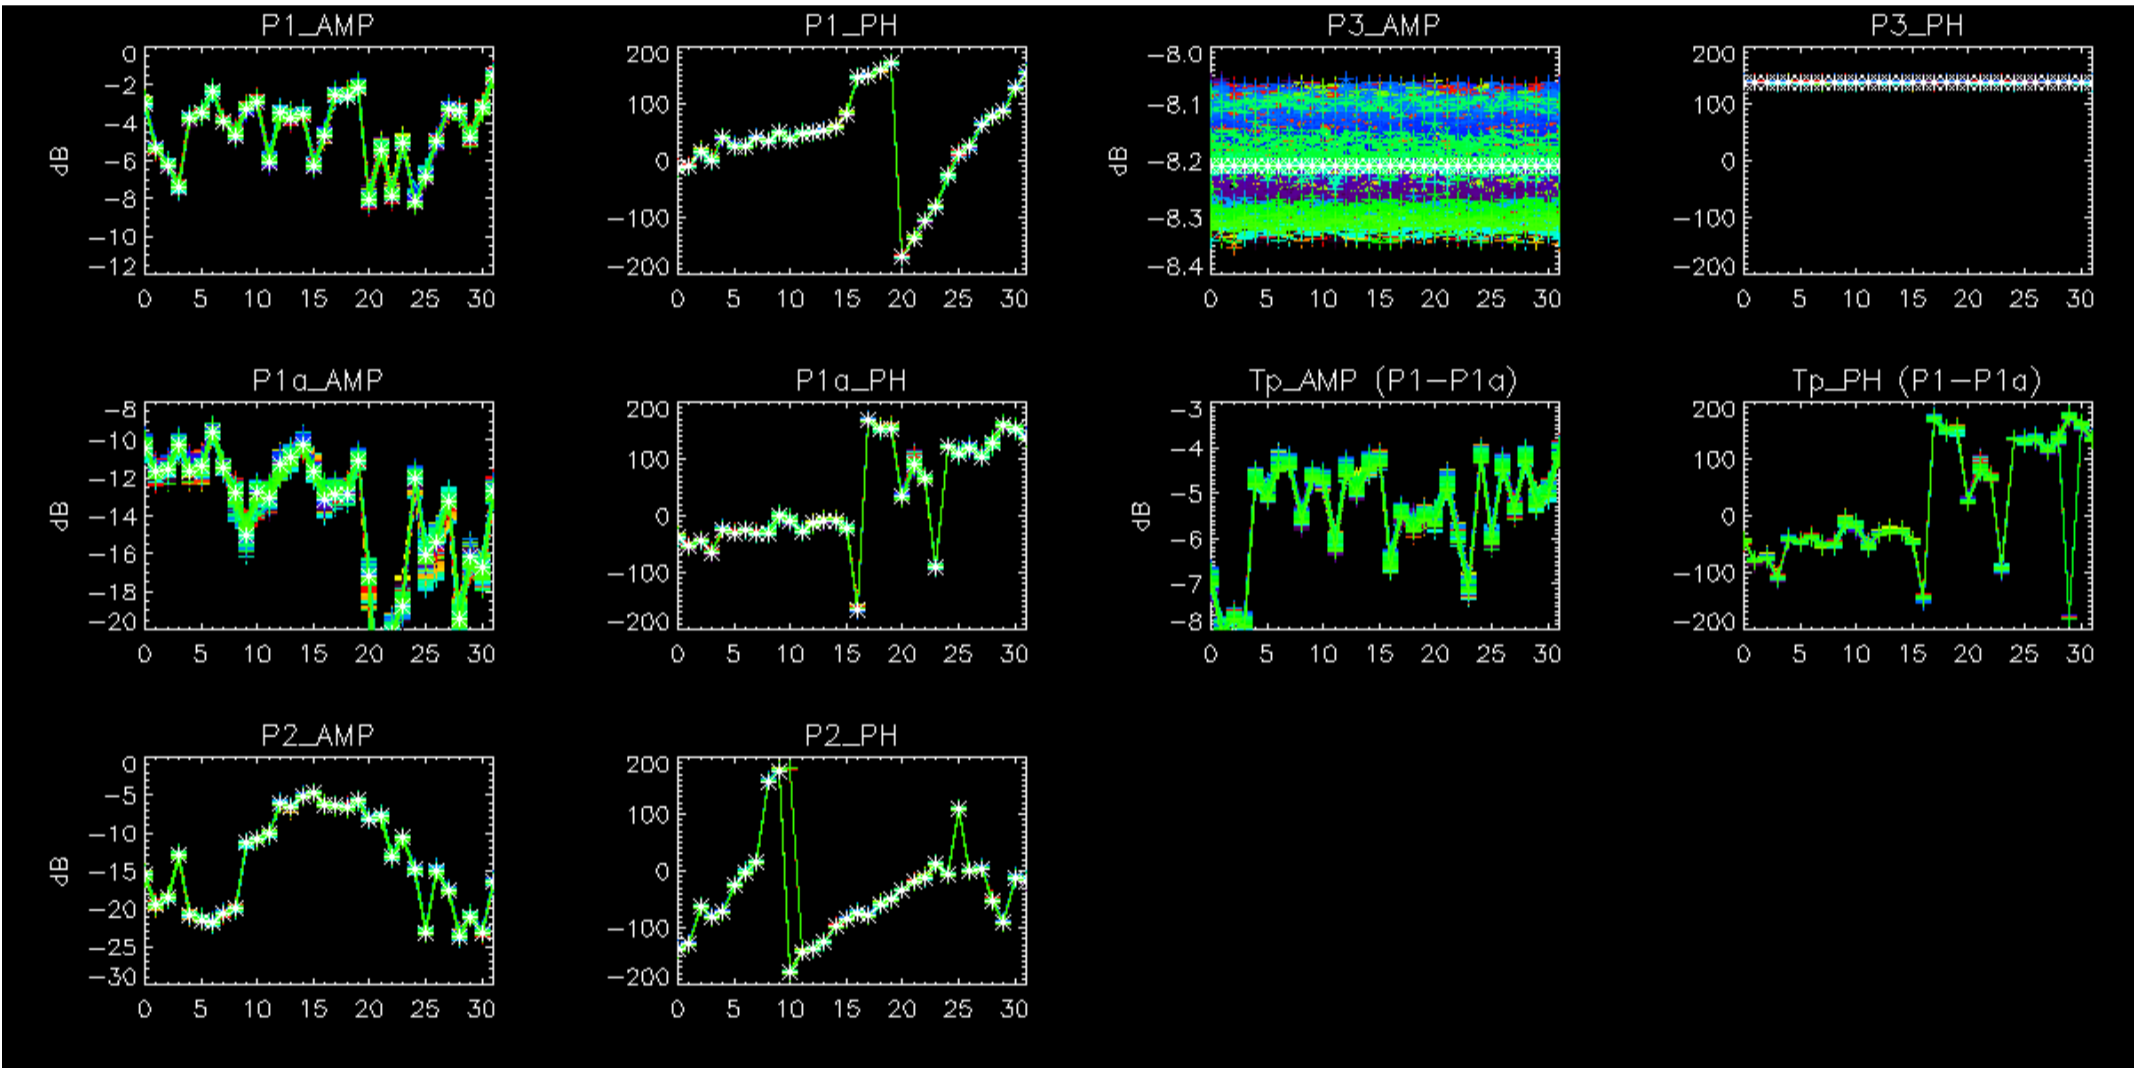 P1_AMP P1_PH P3_AMP P3_PH
0 200 -8.0 200
-2
100 -8.1 100
-4
dB -6 0 dB -8.2 0
-8
-100 -8.3 -100
-10
-12 -200 -8.4 -200
0 5 10 15 20 25 30 0 5 10 15 20 25 30 0 5 10 15 20 25 30 0 5 10 15 20 25 30
P1a_AMP P1a_PH Tp_AMP (P1-P1a) Tp_PH (P1-P1a)
-8 200 -3 200
-10 100 -4 100
-12
dB -14 0 dB -5 0
-16 -6
-100 -7 -100
-18
-20 -200 -8 -200
0 5 10 15 20 25 30 0 5 10 15 20 25 30 0 5 10 15 20 25 30 0 5 10 15 20 25 30
P2_AMP P2_PH
0 200
-5
100
-10
dB -15 0
-20
-100
-25
-30 -200
0 5 10 15 20 25 30 0 5 10 15 20 25 30